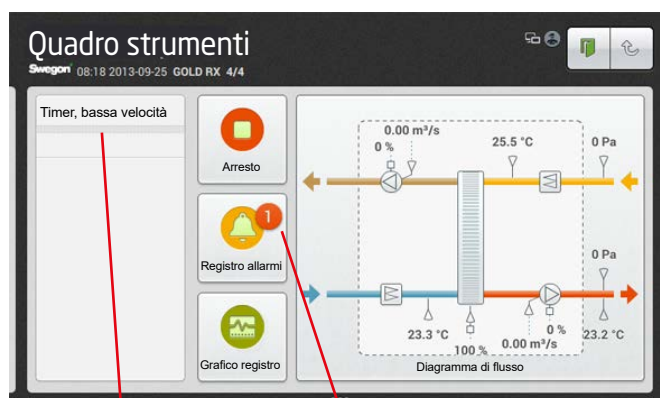 Quadro strumenti
Swegon 08:18 2013-09-25 GOLD RX 4/4
Timer, bassa velocità
Arresto
1
Registro allarmi
Grafico registro
0.00 m³/s
0 %
25.5 °C
0 Pa
0 Pa
23.3 °C
100 %
0.00 m³/s
0 %
23.2 °C
Diagramma di flusso